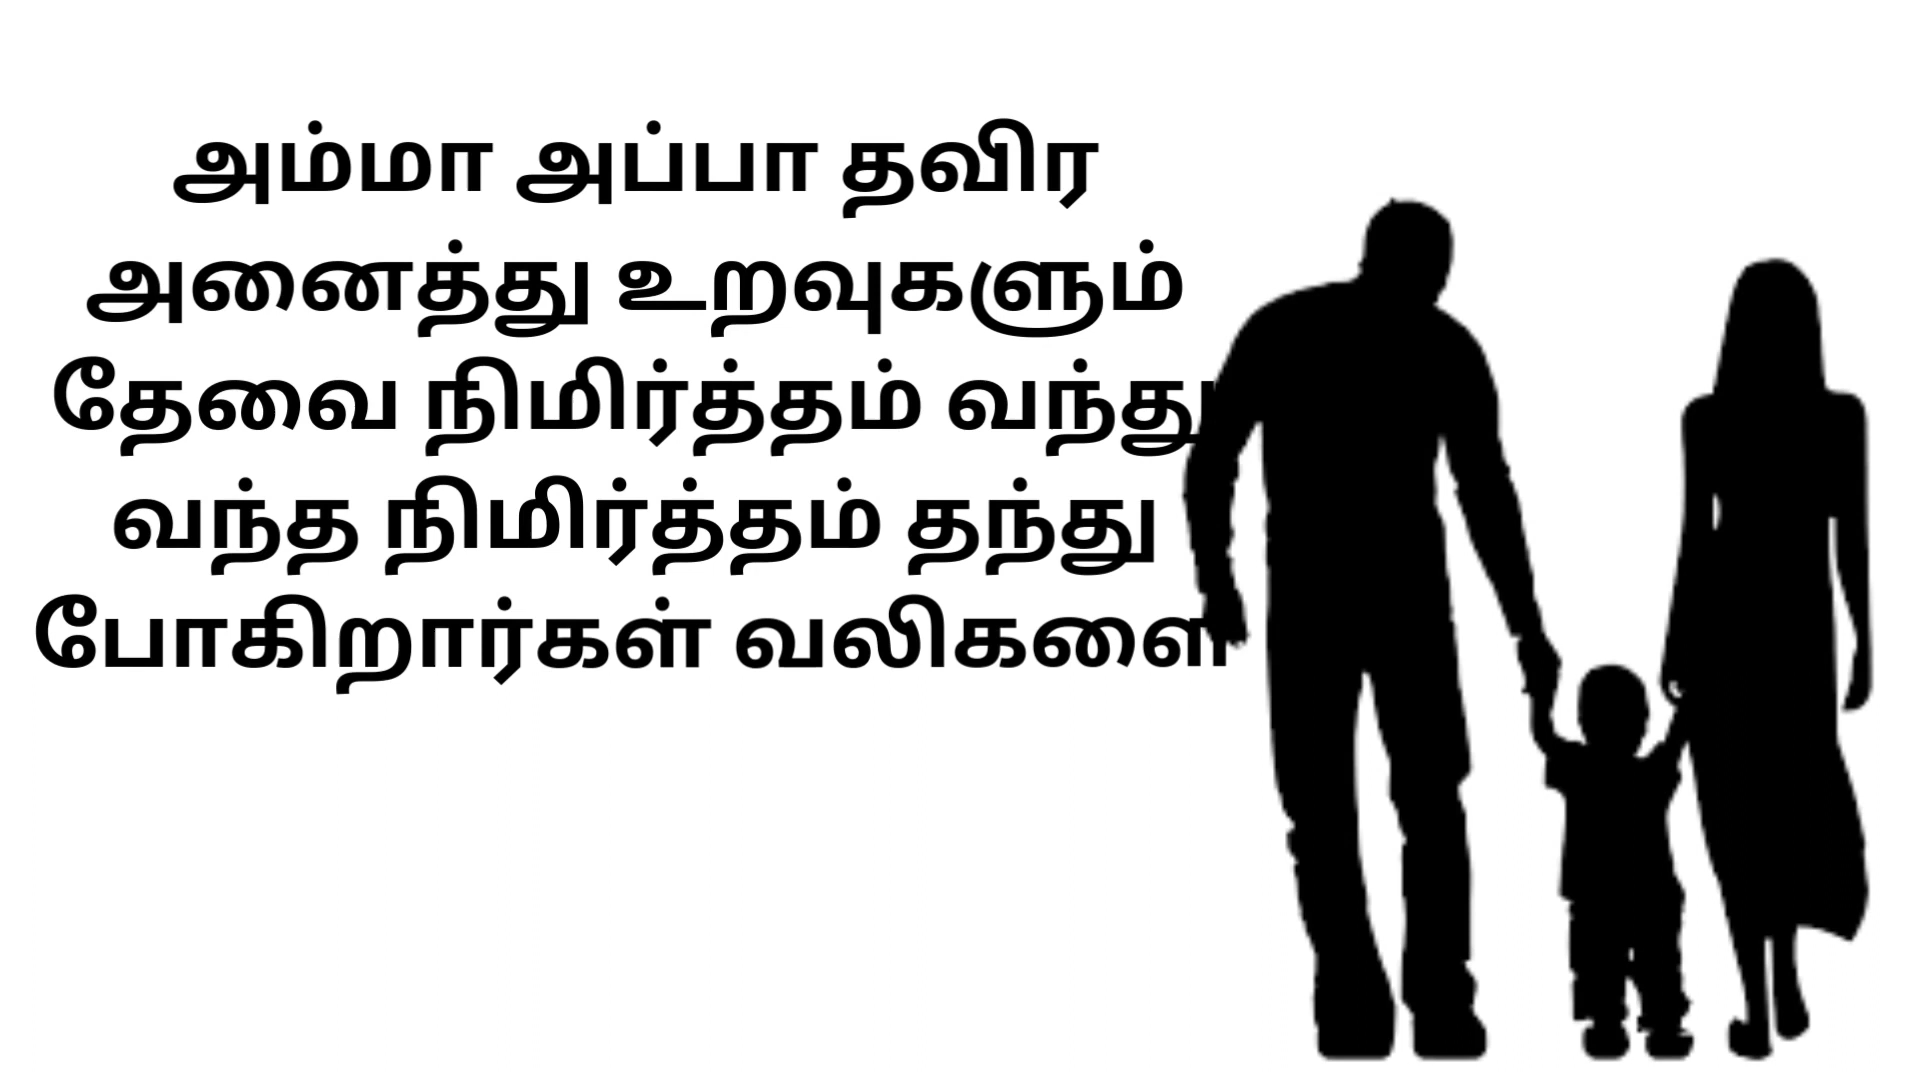 அம்மா அப்பா தவிர
அனைத்து உறவுகளும்
தேவை நிமிர்த்தம் வந்து
வந்த நிமிர்த்தம் தந்து
போகிறார்கள் வலிகளை